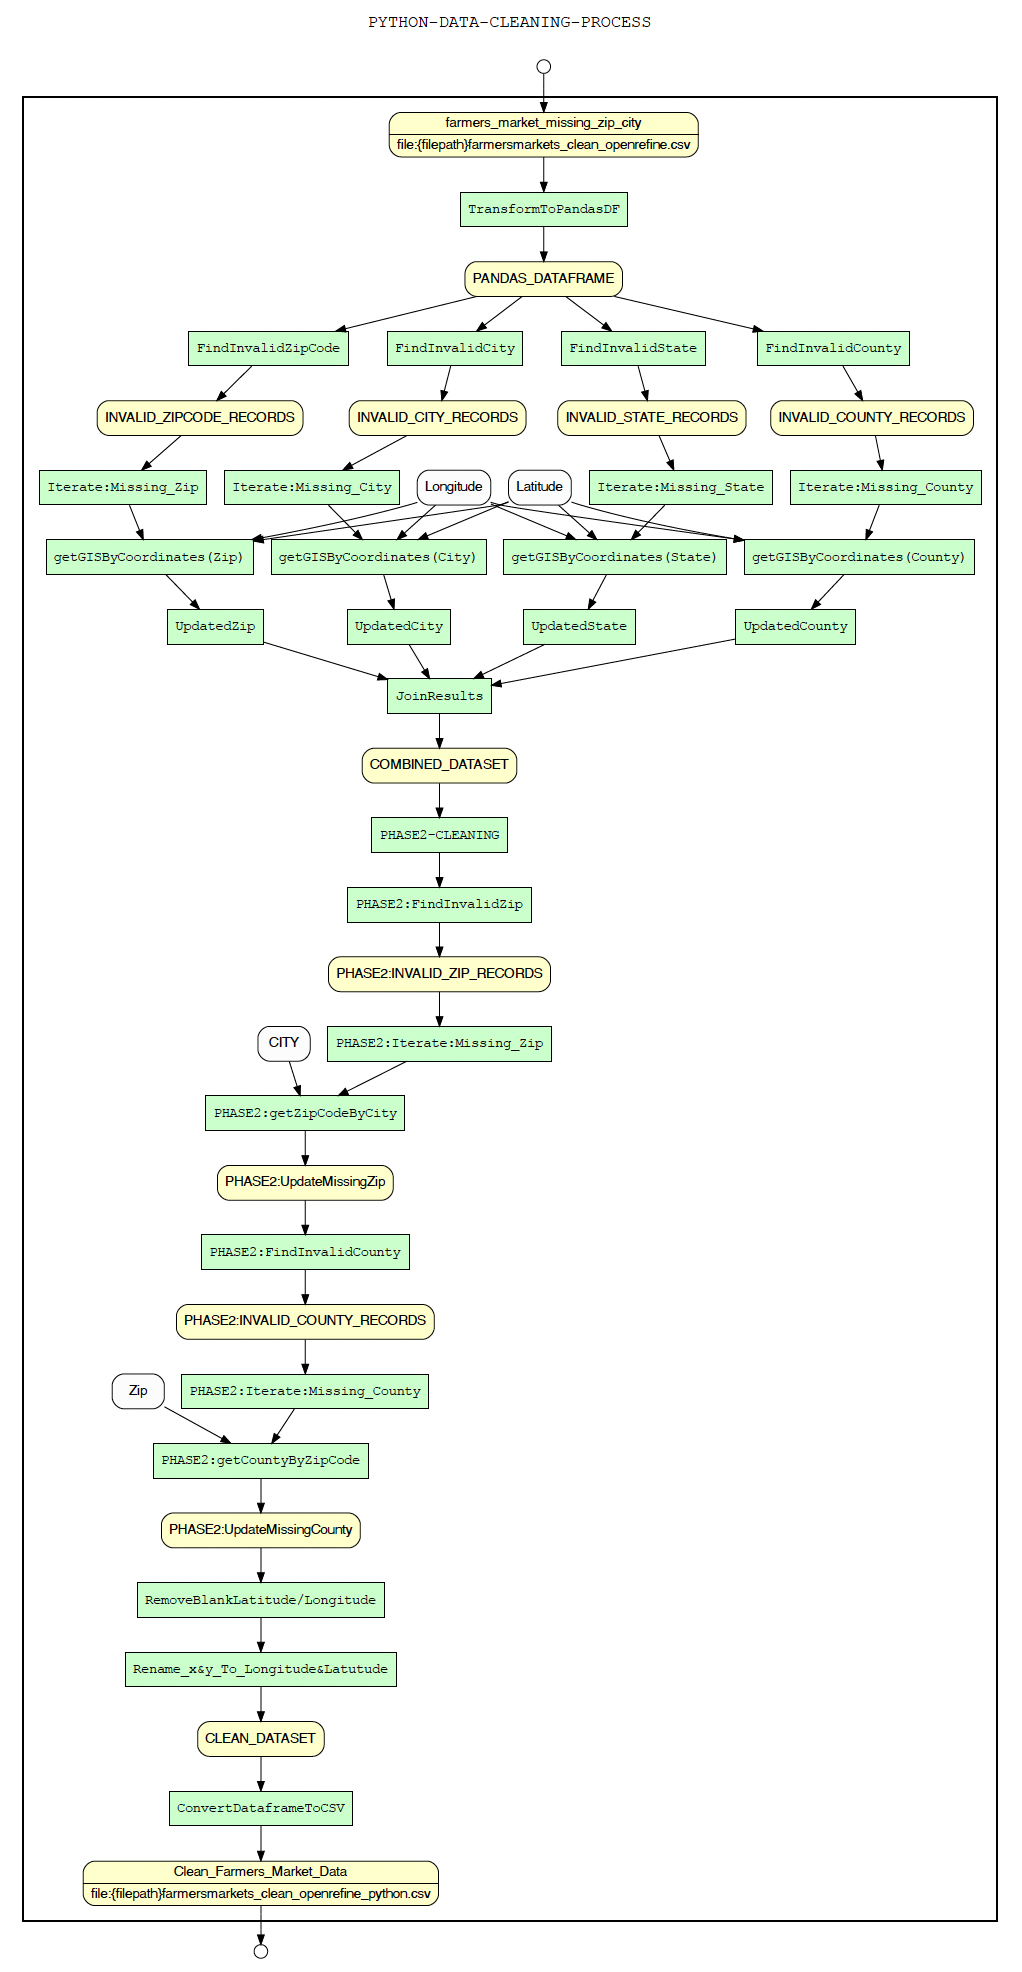 PYTHON-DATA-CLEANING-PROCESS
farmers_market_missing_zip_city
file:{filepath}farmersmarkets_clean_openrefine.csv
TransformToPandasDF
PANDAS_DATAFRAME
FindInvalidZipCode
FindInvalidCity
FindInvalidState
FindInvalidCounty
INVALID_ZIPCODE_RECORDS
INVALID_CITY_RECORDS
INVALID_STATE_RECORDS
INVALID_COUNTY_RECORDS
Iterate:Missing_Zip
Iterate:Missing_City
Longitude
Latitude
Iterate:Missing_State
Iterate:Missing_County
getGISByCoordinates(Zip)
getGISByCoordinates(City)
getGISByCoordinates(State)
getGISByCoordinates(County)
UpdatedZip
UpdatedCity
UpdatedState
UpdatedCounty
JoinResults
COMBINED_DATASET
PHASE2-CLEANING
PHASE2:FindInvalidZip
PHASE2:INVALID_ZIP_RECORDS
CITY
PHASE2:Iterate:Missing_Zip
PHASE2:getZipCodeByCity
PHASE2:UpdateMissingZip
PHASE2:FindInvalidCounty
PHASE2:INVALID_COUNTY_RECORDS
Zip
PHASE2:Iterate:Missing_County
PHASE2:getCountyByZipCode
PHASE2:UpdateMissingCounty
RemoveBlankLatitude/Longitude
Rename_x&y_To_Longitude&Latutude
CLEAN_DATASET
ConvertDataframeToCSV
Clean_Farmers_Market_Data
file:{filepath}farmersmarkets_clean_openrefine_python.csv